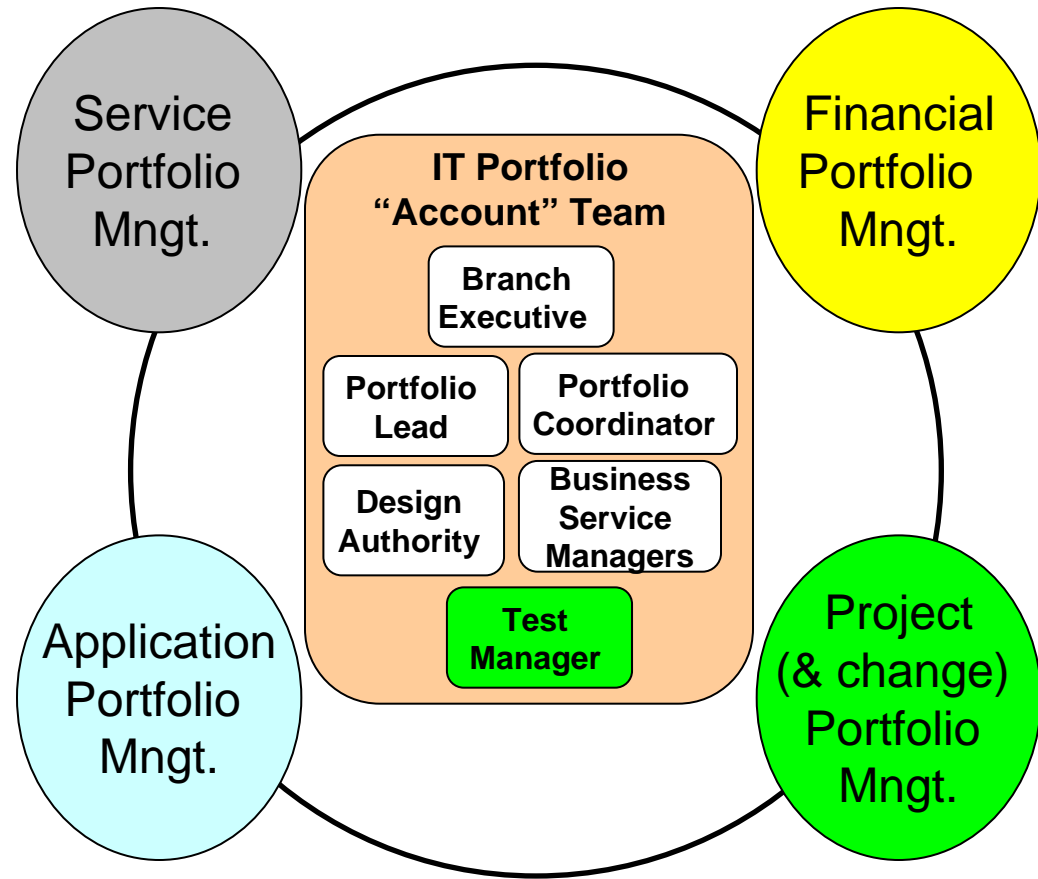 Service
Portfolio
Mngt.
Financial
Portfolio
Mngt.
IT Portfolio
“Account” Team
Branch
Executive
Portfolio
Lead
Portfolio
Coordinator
Design
Authority
Business
Service
Managers
Test
Manager
Application
Portfolio
Mngt.
Project
(& change)
Portfolio
Mngt.